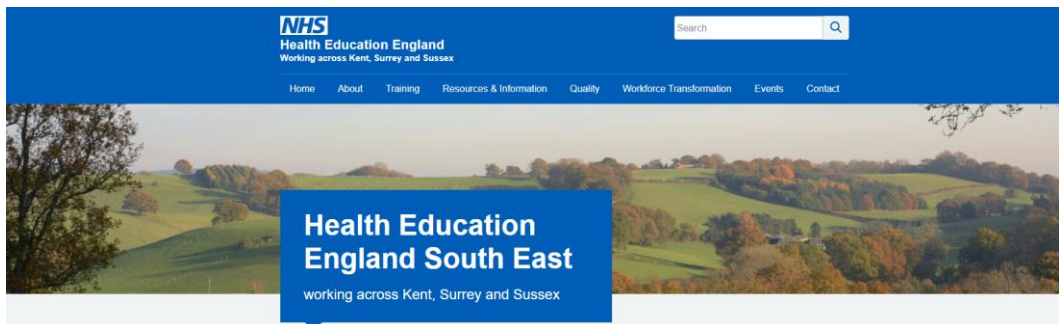 NHS
Search
Health Education England
Working across Kent, Surrey and Sussex
Home About Training Resources & Information Quality Workforce Transformation Events Contact
Health Education
England South East
working across Kent, Surrey and Sussex